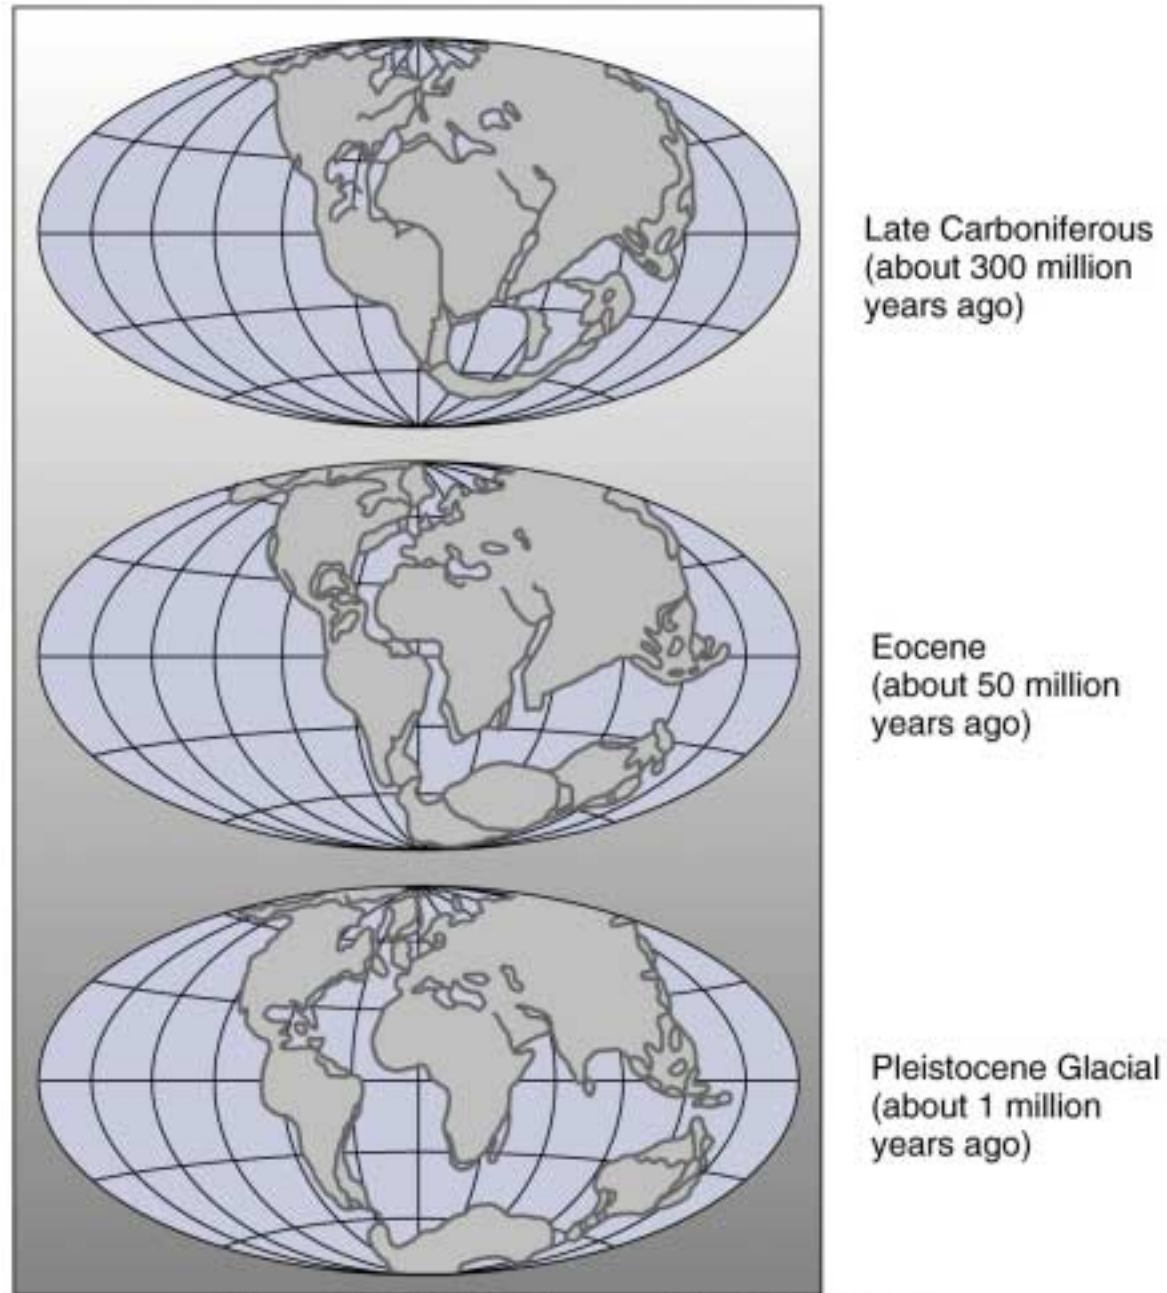 Late Carboniferous
(about 300 million
years ago)
Eocene
(about 50 million
years ago)
Pleistocene Glacial
(about 1 million
years ago)